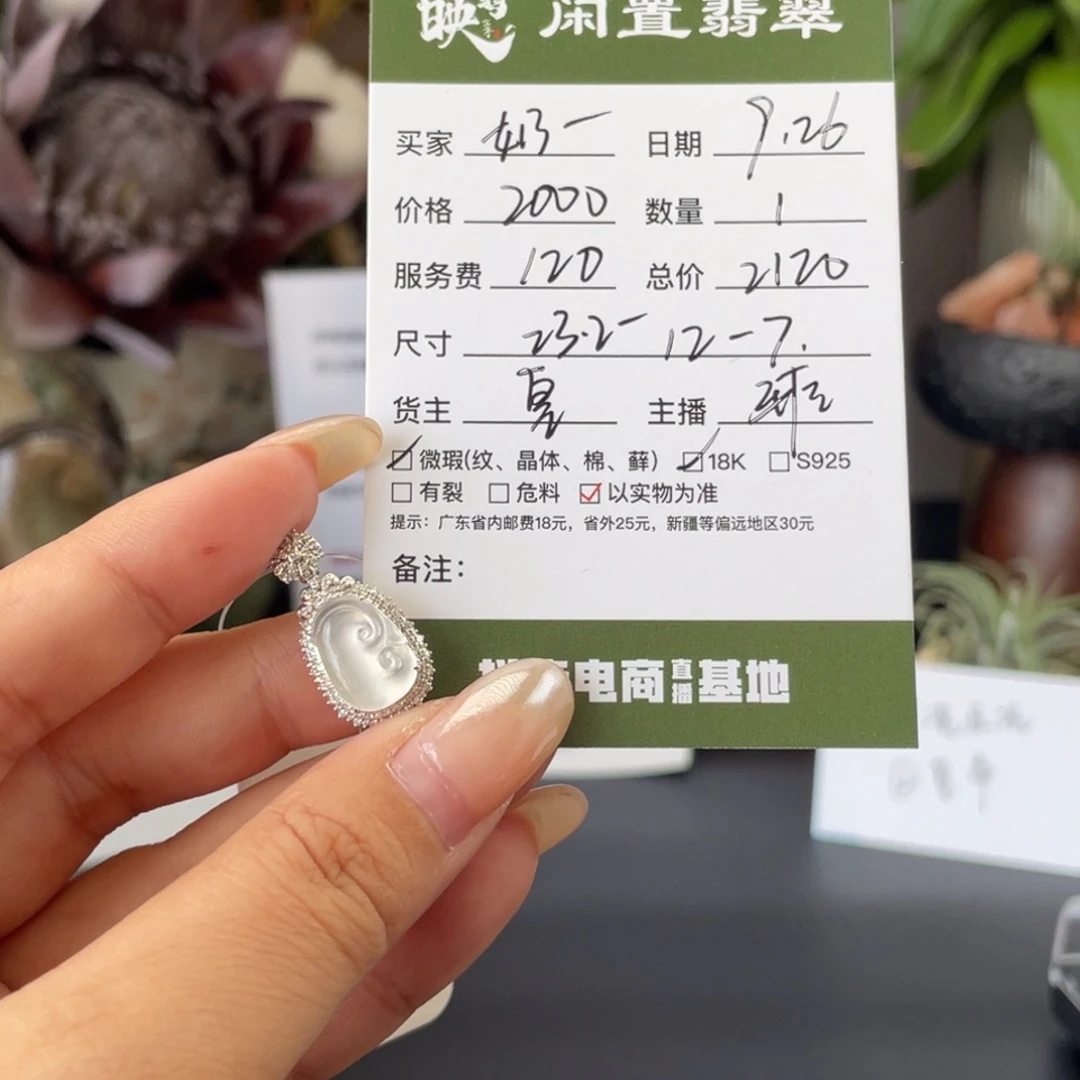 映 闲置翡翠
买家 妤一 日期 9.26
价格 2000 数量 1
服务费 120 总价 2120
尺寸 23.2-12-7.
货主 夏 主播
微瑕(纹、晶体、棉、藓) 18K S925
有裂 危料 以实物为准
提示：广东省内邮费18元，省外25元，新疆等偏远地区30元
备注：
电商直播基地